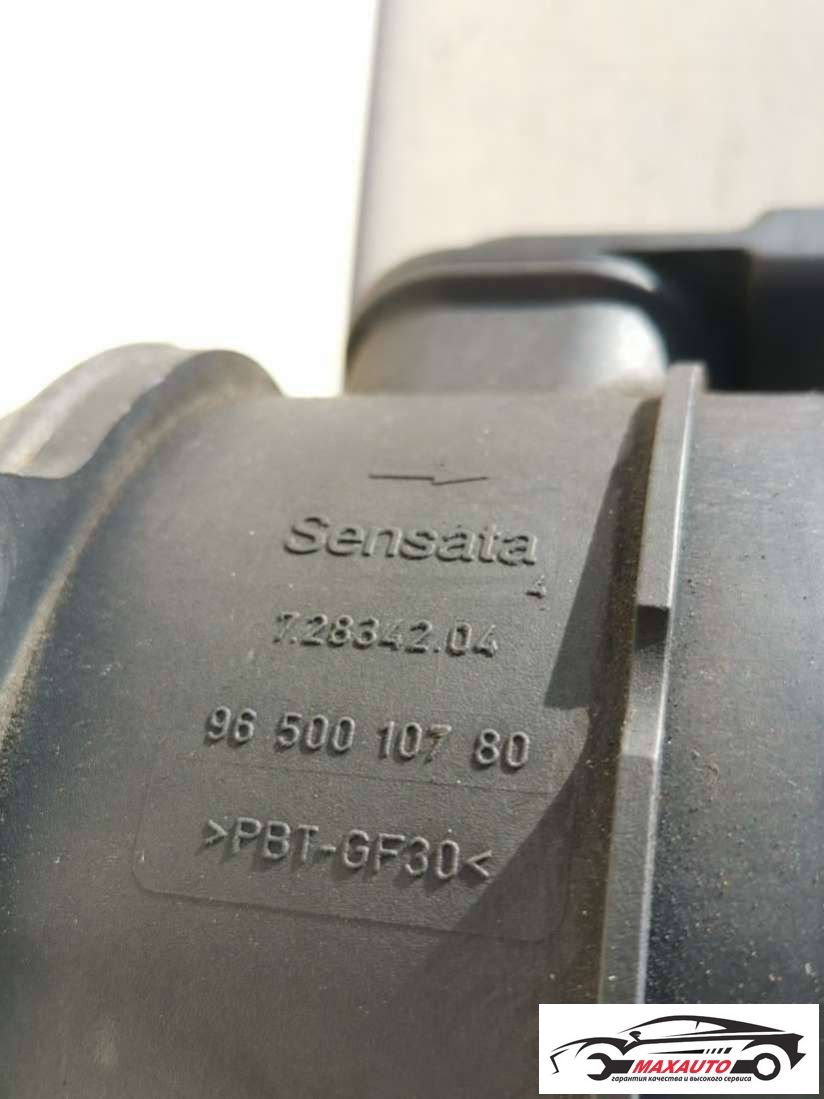 Sensata
4
7.28342.04
96 500 107 80
>PBT-GF30<
MAXAUTO
гарантия качества и высокого сервиса